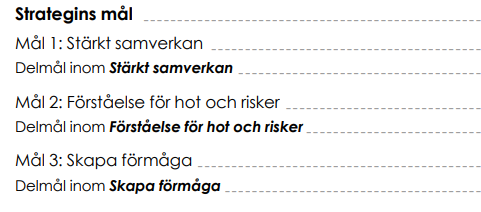 Strategins mål
Mål 1: Stärkt samverkan
Delmål inom Stärkt samverkan
Mål 2: Förståelse för hot och risker
Delmål inom Förståelse för hot och risker
Mål 3: Skapa förmåga
Delmål inom Skapa förmåga